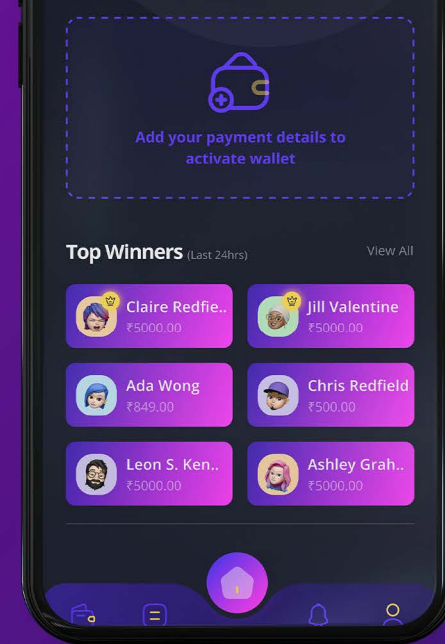 Add your payment details to
activate wallet
Top Winners (Last 24hrs)
View All
Claire Redfie..
₹5000.00
Jill Valentine
₹5000.00
Ada Wong
₹849.00
Chris Redfield
₹500.00
Leon S. Ken..
₹5000.00
Ashley Grah..
₹5000.00